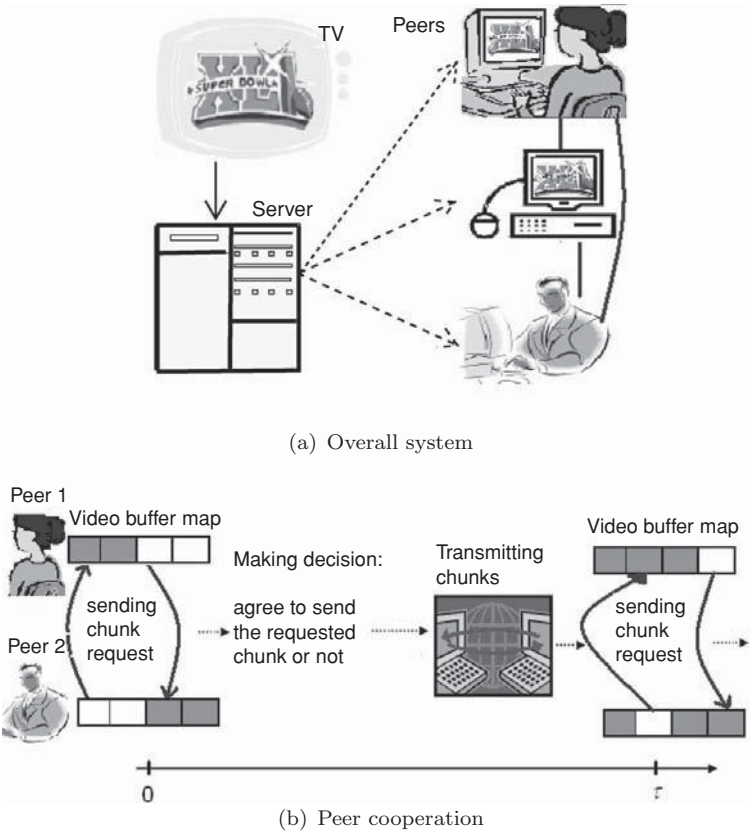 TV
Peers
XLI
SUPER BOWL
Server
(a) Overall system
Peer 1
Video buffer map
Making decision:
Transmitting
chunks
Video buffer map
sending
chunk
request
agree to send
the requested
chunk or not
sending
chunk
request
Peer 2
0
τ
(b) Peer cooperation